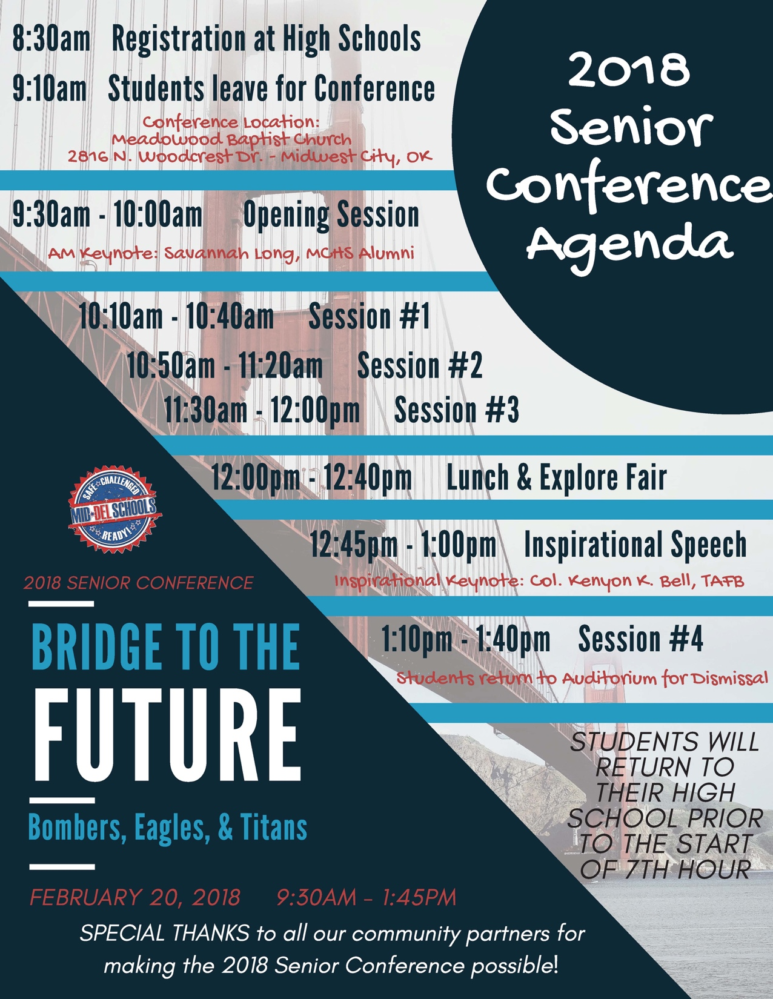 8:30am Registration at High Schools
9:10am Students leave for Conference
Conference Location:
Meadowood Baptist Church
2816 N. Woodcrest Dr. - Midwest City, OK
2018
Senior
Conference
Agenda
9:30am - 10:00am Opening Session
AM Keynote: Savannah Long, MCHS Alumni
10:10am - 10:40am Session #1
10:50am - 11:20am Session #2
11:30am - 12:00pm Session #3
12:00pm - 12:40pm Lunch & Explore Fair
12:45pm - 1:00pm Inspirational Speech
Inspirational Keynote: Col. Kenyon K. Bell, TAFB
1:10pm - 1:40pm Session #4
Students return to Auditorium for Dismissal
STUDENTS WILL
RETURN TO
THEIR HIGH
SCHOOL PRIOR
TO THE START
OF 7TH HOUR
SAFE CHALLENGED
MID-DEL SCHOOLS
READY!
2018 SENIOR CONFERENCE
BRIDGE TO THE
FUTURE
Bombers, Eagles, & Titans
FEBRUARY 20, 2018 9:30AM - 1:45PM
SPECIAL THANKS to all our community partners for
making the 2018 Senior Conference possible!